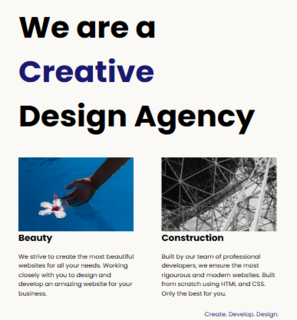 We are a
Creative
Design Agency
Beauty
We strive to create the most beautiful
websites for all your needs. Working
closely with you to design and
develop an amazing website for your
business.
Construction
Built by our team of professional
developers, we ensure the most
rigourous and modern websites. Built
from scratch using HTML and CSS.
Only the best for you.
Create. Develop. Design.